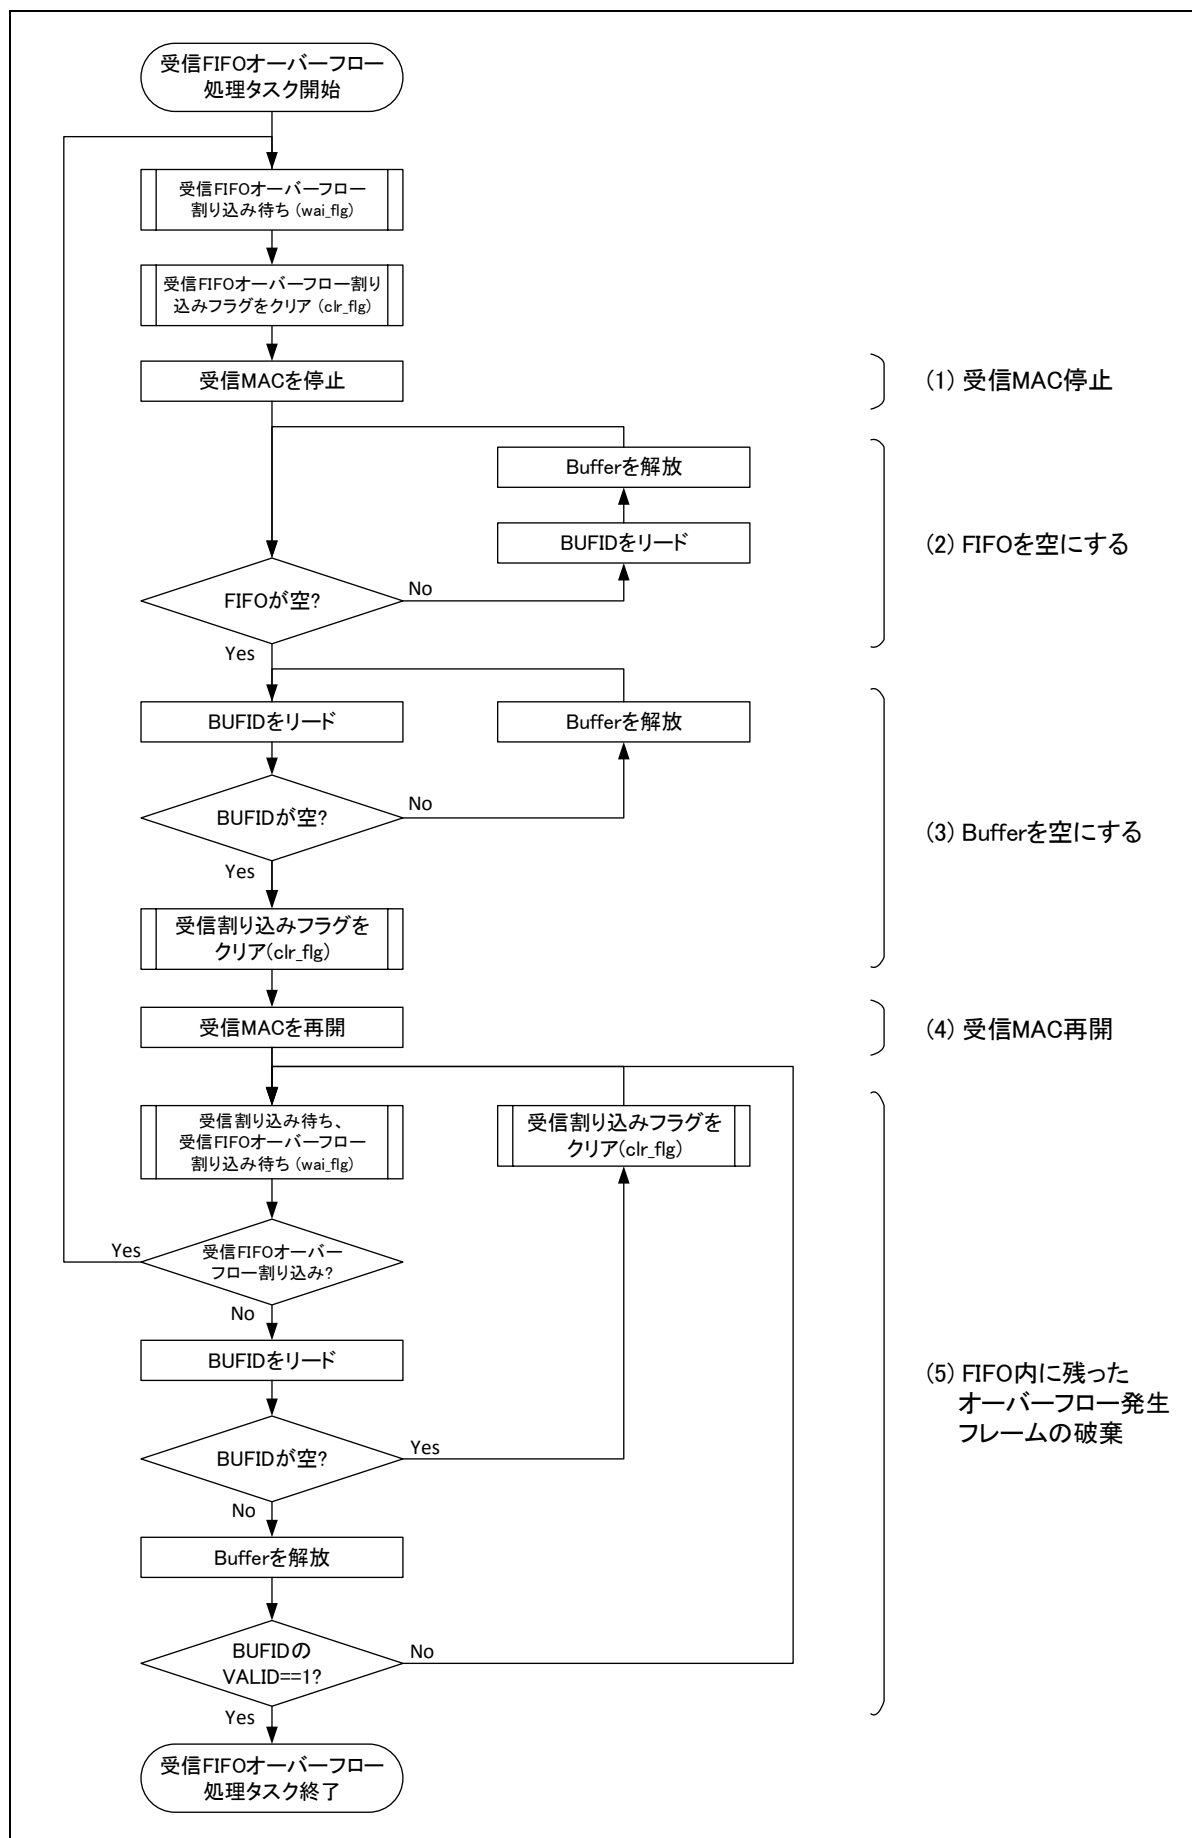 受信FIFOオーバーフロー
処理タスク開始
受信FIFOオーバーフロー
割り込み待ち (wai_flg)
受信FIFOオーバーフロー割り
込みフラグをクリア (clr_flg)
受信MACを停止
(1) 受信MAC停止
Bufferを解放
BUFIDをリード
(2) FIFOを空にする
FIFOが空?
No
Yes
BUFIDをリード
Bufferを解放
BUFIDが空?
No
(3) Bufferを空にする
Yes
受信割り込みフラグを
クリア(clr_flg)
受信MACを再開
(4) 受信MAC再開
受信割り込み待ち、
受信FIFOオーバーフロー
割り込み待ち (wai_flg)
受信割り込みフラグを
クリア(clr_flg)
Yes
受信FIFOオーバー
フロー割り込み?
No
BUFIDをリード
(5) FIFO内に残った
オーバーフロー発生
フレームの破棄
BUFIDが空?
Yes
No
Bufferを解放
BUFIDの
VALID==1?
No
Yes
受信FIFOオーバーフロー
処理タスク終了